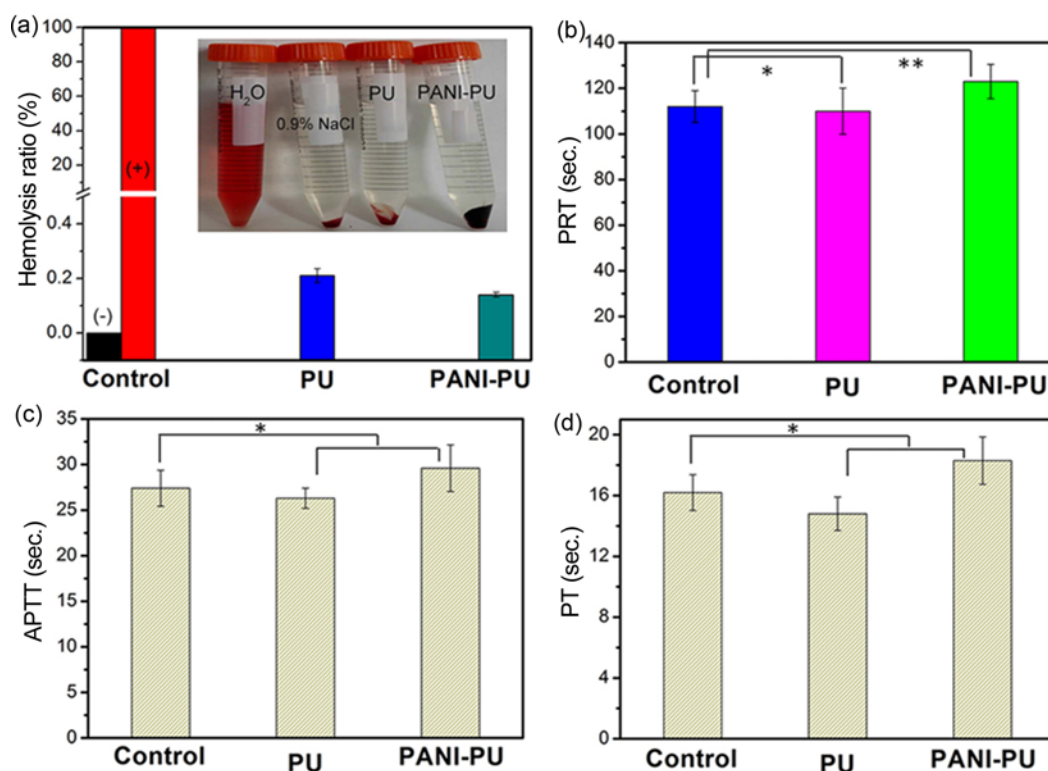 (a)
Hemolysis ratio (%)
100
80
60
40
20
0.4
0.2
0.0
(-)
(+)
H₂O
0.9% NaCl
PU
PANI-PU
Control
PU
PANI-PU
(b)
PRT (sec.)
140
120
100
80
60
40
20
0
*
**
Control
PU
PANI-PU
(c)
APTT (sec.)
35
30
25
20
15
10
5
0
*
Control
PU
PANI-PU
(d)
PT (sec.)
20
16
12
8
4
0
*
Control
PU
PANI-PU